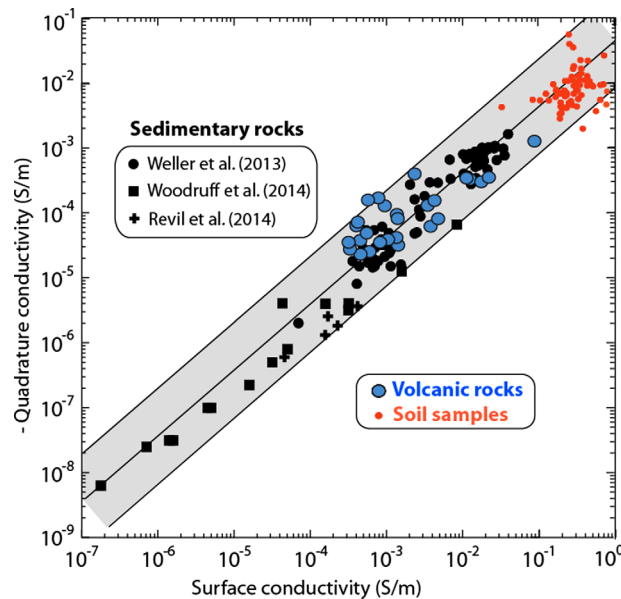 10⁻¹
10⁻²
10⁻³
10⁻⁴
10⁻⁵
10⁻⁶
10⁻⁷
10⁻⁸
10⁻⁹
- Quadrature conductivity (S/m)
Sedimentary rocks
Weller et al. (2013)
Woodruff et al. (2014)
Revil et al. (2014)
Volcanic rocks
Soil samples
10⁻⁷ 10⁻⁶ 10⁻⁵ 10⁻⁴ 10⁻³ 10⁻² 10⁻¹ 10⁰
Surface conductivity (S/m)